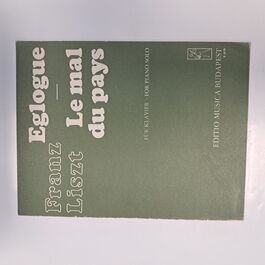 Franz
Liszt
Eglogue
—
Le mal
du pays
FÜR KLAVIER · FOR PIANO SOLO
EDITIO MUSICA BUDAPEST